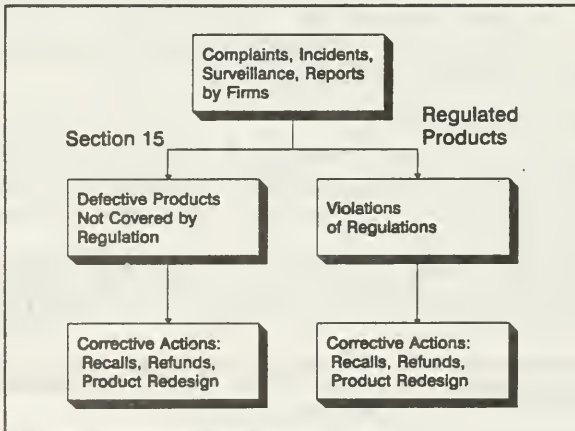 Complaints, Incidents,
Surveillance, Reports
by Firms
Section 15
Regulated
Products
Defective Products
Not Covered by
Regulation
Violations
of Regulations
Corrective Actions:
Recalls, Refunds,
Product Redesign
Corrective Actions:
Recalls, Refunds,
Product Redesign